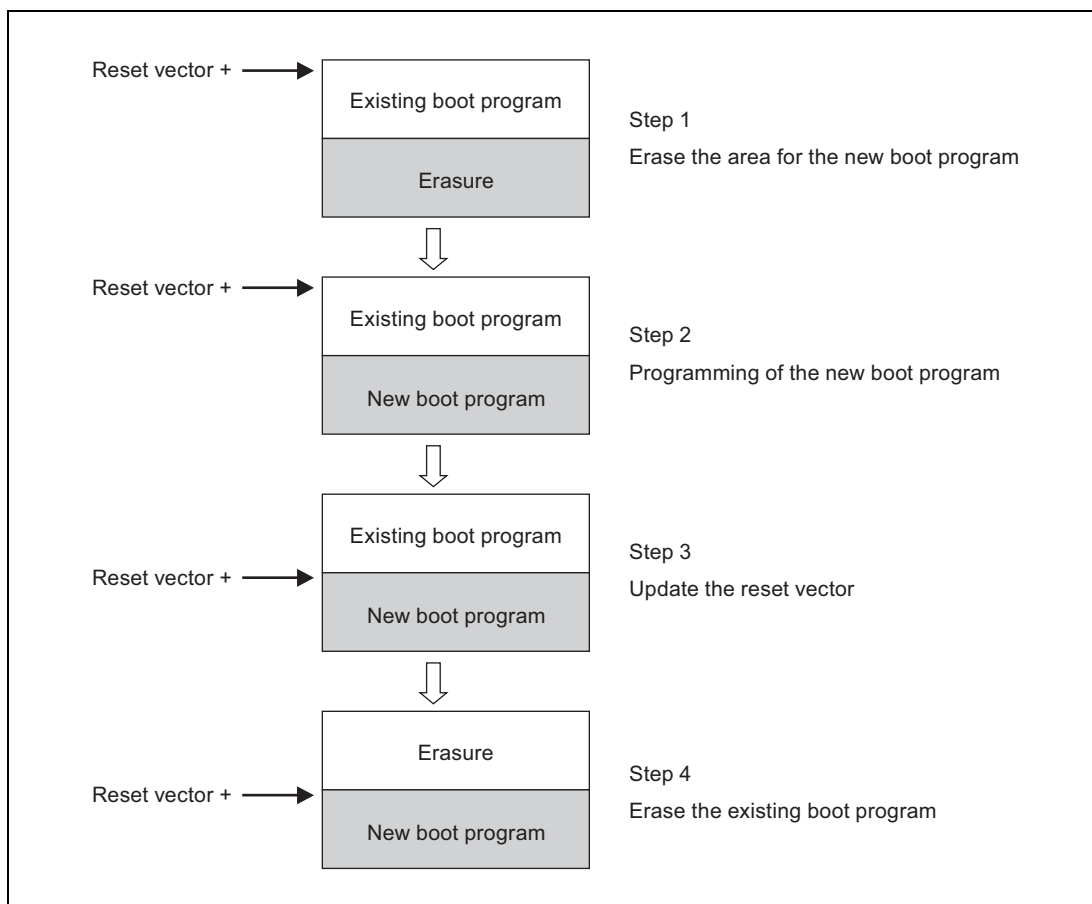 Reset vector +
Existing boot program
Erasure
Step 1
Erase the area for the new boot program
Reset vector +
Existing boot program
New boot program
Step 2
Programming of the new boot program
Existing boot program
Reset vector +
New boot program
Step 3
Update the reset vector
Erasure
Reset vector +
New boot program
Step 4
Erase the existing boot program